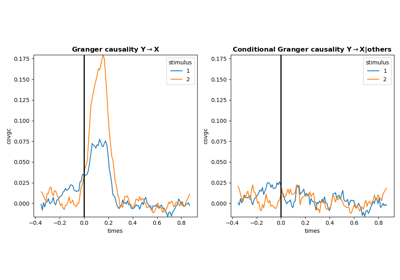 Granger causality Y→X
0.175
0.150
0.125
0.100
0.075
0.050
0.025
0.000
covgc
stimulus
1
2
−0.4 −0.2 0.0 0.2 0.4 0.6 0.8
times
Conditional Granger causality Y→X|others
0.175
0.150
0.125
0.100
0.075
0.050
0.025
0.000
covgc
stimulus
1
2
−0.4 −0.2 0.0 0.2 0.4 0.6 0.8
times